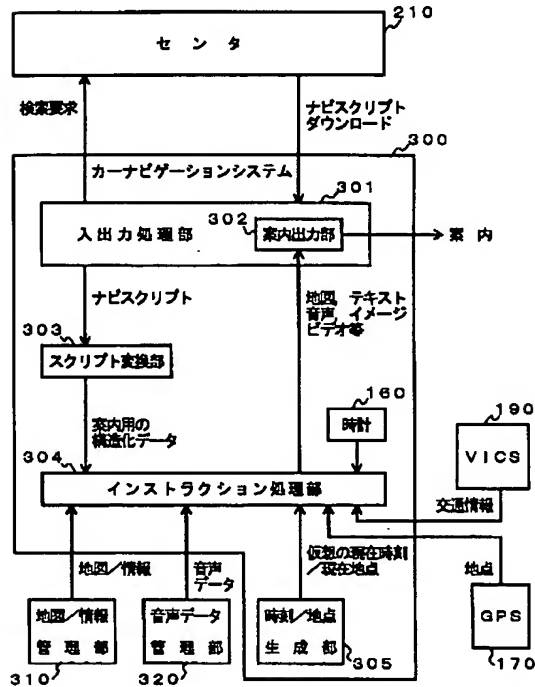 210
セ ン タ
検索要求
ナビスクリプト
ダウンロード
300
カーナビゲーションシステム
301
302
入出力処理部
案内出力部
案 内
ナビスクリプト
地図、テキスト
音声、イメージ
ビデオ等
303
スクリプト変換部
160
時計
190
VICS
案内用の
構造化データ
304
インストラクション処理部
交通情報
地図/情報
音声
データ
仮想の現在時刻
/現在地点
地点
地図/情報
管 理 部
音声データ
管 理 部
時刻/地点
生 成 部
GPS
310
320
305
170